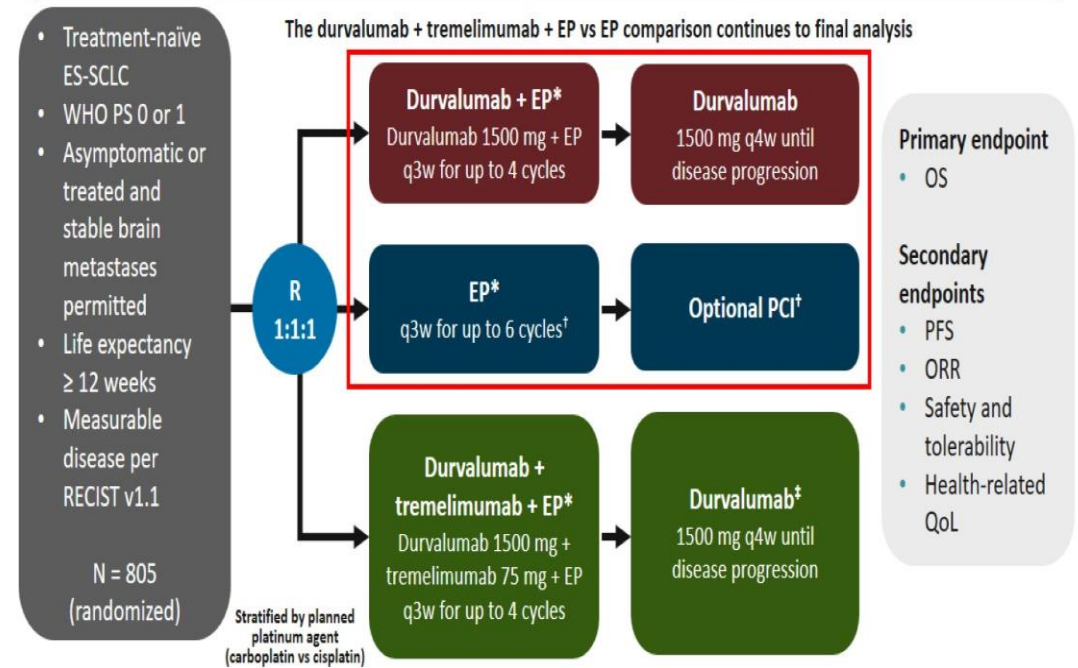 The durvalumab + tremelimumab + EP vs EP comparison continues to final analysis
• Treatment-naïve
ES-SCLC
• WHO PS 0 or 1
• Asymptomatic or
treated and
stable brain
metastases
permitted
• Life expectancy
≥ 12 weeks
• Measurable
disease per
RECIST v1.1
N = 805
(randomized)
R
1:1:1
Stratified by planned
platinum agent
(carboplatin vs cisplatin)
Durvalumab + EP*
Durvalumab 1500 mg + EP
q3w for up to 4 cycles
Durvalumab
1500 mg q4w until
disease progression
EP*
q3w for up to 6 cycles†
Optional PCI†
Durvalumab +
tremelimumab + EP*
Durvalumab 1500 mg +
tremelimumab 75 mg + EP
q3w for up to 4 cycles
Durvalumab‡
1500 mg q4w until
disease progression
Primary endpoint
• OS
Secondary
endpoints
• PFS
• ORR
• Safety and
tolerability
• Health-related
QoL